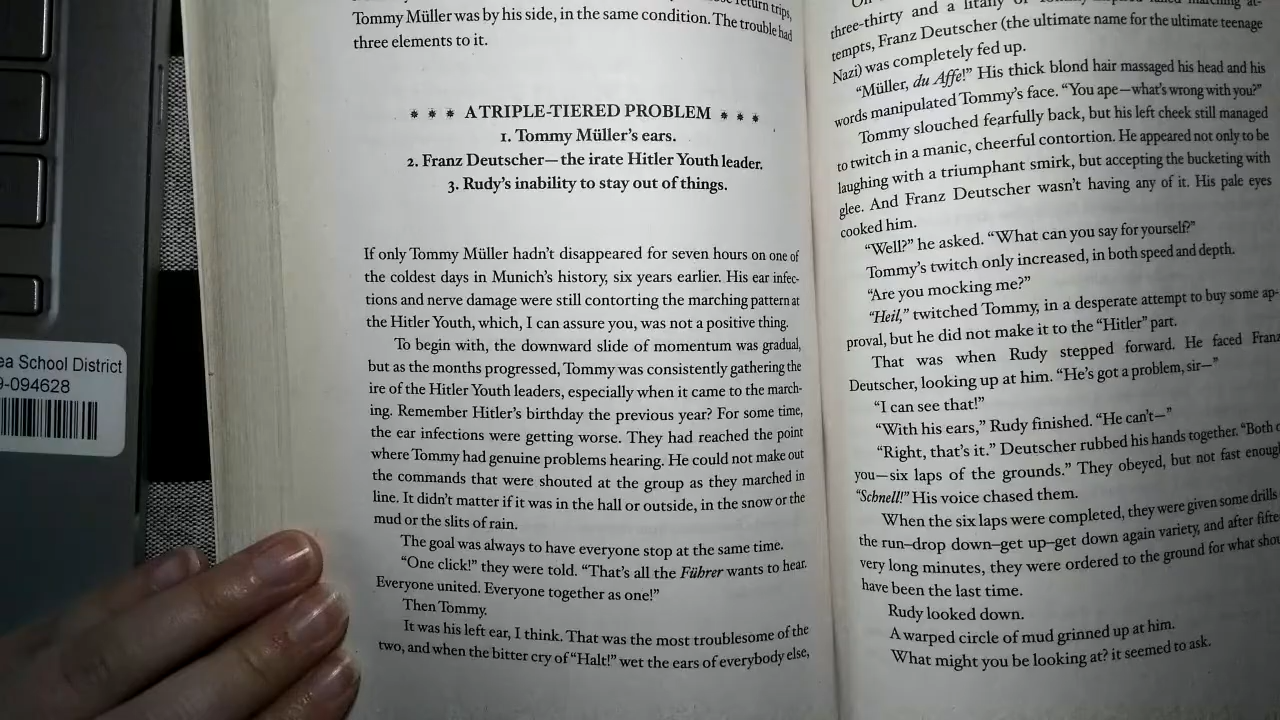 return trips,
Tommy Müller was by his side, in the same condition. The trouble had
three elements to it.
* * * A TRIPLE-TIERED PROBLEM * * *
1. Tommy Müller's ears.
2. Franz Deutscher—the irate Hitler Youth leader.
3. Rudy's inability to stay out of things.
If only Tommy Müller hadn't disappeared for seven hours on one of
the coldest days in Munich's history, six years earlier. His ear infec-
tions and nerve damage were still contorting the marching pattern at
the Hitler Youth, which, I can assure you, was not a positive thing.
To begin with, the downward slide of momentum was gradual,
but as the months progressed, Tommy was consistently gathering the
ire of the Hitler Youth leaders, especially when it came to the march-
ing. Remember Hitler's birthday the previous year? For some time,
the ear infections were getting worse. They had reached the point
where Tommy had genuine problems hearing. He could not make out
the commands that were shouted at the group as they marched in
line. It didn't matter if it was in the hall or outside, in the snow or the
mud or the slits of rain.
The goal was always to have everyone stop at the same time.
"One click!" they were told. "That's all the Führer wants to hear.
Everyone united. Everyone together as one!"
Then Tommy.
It was his left ear, I think. That was the most troublesome of the
two, and when the bitter cry of "Halt!" wet the ears of everybody else,
three-thirty and a litany of marching at-
tempts, Franz Deutscher (the ultimate name for the ultimate teenage
Nazi) was completely fed up.
"Müller, du Affe!" His thick blond hair massaged his head and his
words manipulated Tommy's face. "You ape—what's wrong with you?"
Tommy slouched fearfully back, but his left cheek still managed
to twitch in a manic, cheerful contortion. He appeared not only to be
laughing with a triumphant smirk, but accepting the bucketing with
glee. And Franz Deutscher wasn't having any of it. His pale eyes
cooked him.
"Well?" he asked. "What can you say for yourself?"
Tommy's twitch only increased, in both speed and depth.
"Are you mocking me?"
"Heil," twitched Tommy, in a desperate attempt to buy some ap-
proval, but he did not make it to the "Hitler" part.
That was when Rudy stepped forward. He faced Franz
Deutscher, looking up at him. "He's got a problem, sir—"
"I can see that!"
"With his ears," Rudy finished. "He can't—"
"Right, that's it." Deutscher rubbed his hands together. "Both
you—six laps of the grounds." They obeyed, but not fast enough
"Schnell!" His voice chased them.
When the six laps were completed, they were given some drills
the run–drop down–get up–get down again variety, and after
very long minutes, they were ordered to the ground for what
have been the last time.
Rudy looked down.
A warped circle of mud grinned up at him.
What might you be looking at? it seemed to ask.
ea School District
9-094628